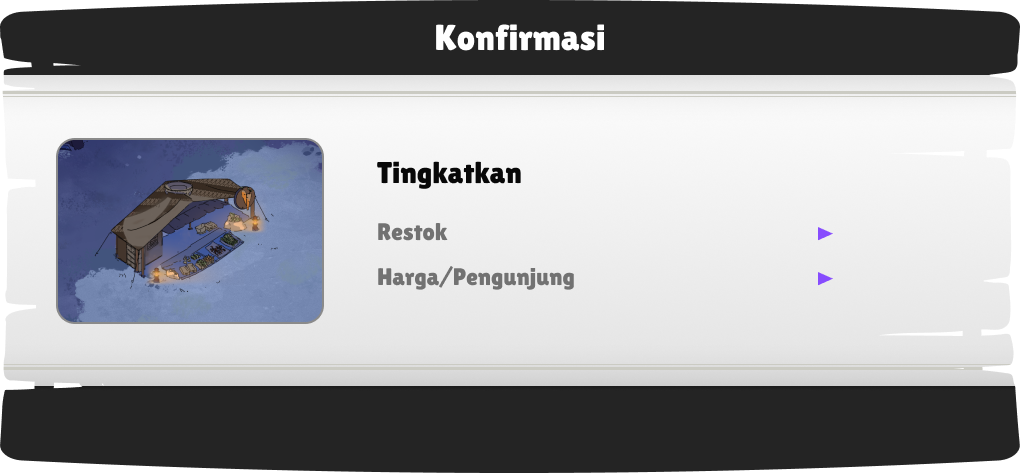 Konfirmasi
Tingkatkan
Restok
Harga/Pengunjung